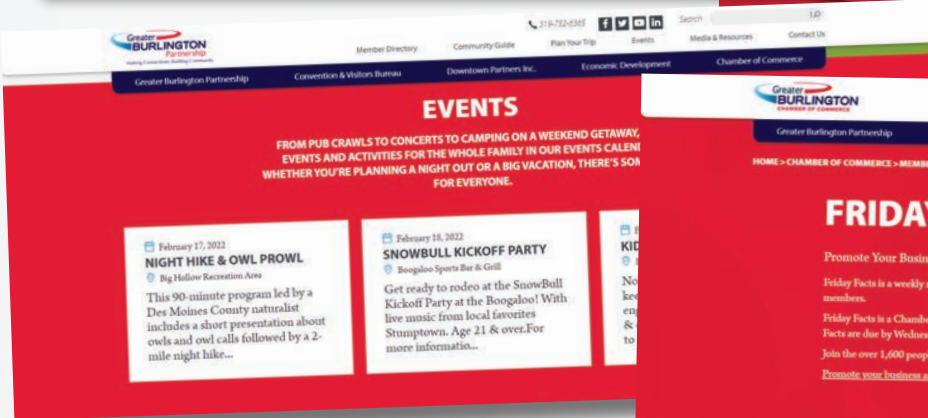 Greater
BURLINGTON
Partnership
Making Connections. Building Community.
319-752-6365
Search
Member Directory
Community Guide
Plan Your Trip
Events
Media & Resources
Contact Us
Greater Burlington Partnership
Convention & Visitors Bureau
Downtown Partners Inc.
Economic Development
Chamber of Commerce
EVENTS
FROM PUB CRAWLS TO CONCERTS TO CAMPING ON A WEEKEND GETAWAY,
EVENTS AND ACTIVITIES FOR THE WHOLE FAMILY IN OUR EVENTS CALEND
WHETHER YOU'RE PLANNING A NIGHT OUT OR A BIG VACATION, THERE'S SOM
FOR EVERYONE.
February 17, 2022
NIGHT HIKE & OWL PROWL
Big Hollow Recreation Area
This 90-minute program led by a
Des Moines County naturalist
includes a short presentation about
owls and owl calls followed by a 2-
mile night hike...
February 18, 2022
SNOWBULL KICKOFF PARTY
Boogaloo Sports Bar & Grill
Get ready to rodeo at the SnowBull
Kickoff Party at the Boogaloo! With
live music from local favorites
Stumptown. Age 21 & over.For
more informatio...
KID
No
kee
eng
&
to
Greater
BURLINGTON
CHAMBER OF COMMERCE
Greater Burlington Partnership
HOME > CHAMBER OF COMMERCE > MEMB
FRIDAY
Promote Your Busin
Friday Facts is a weekly
members.
Friday Facts is a Chambe
Facts are due by Wednes
Join the over 1,600 peop
Promote your business a